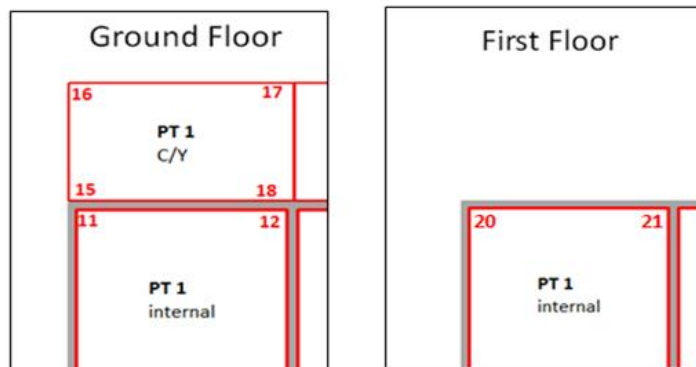 Ground Floor
16
17
PT 1
C/Y
15
18
11
12
PT 1
internal
First Floor
20
21
PT 1
internal